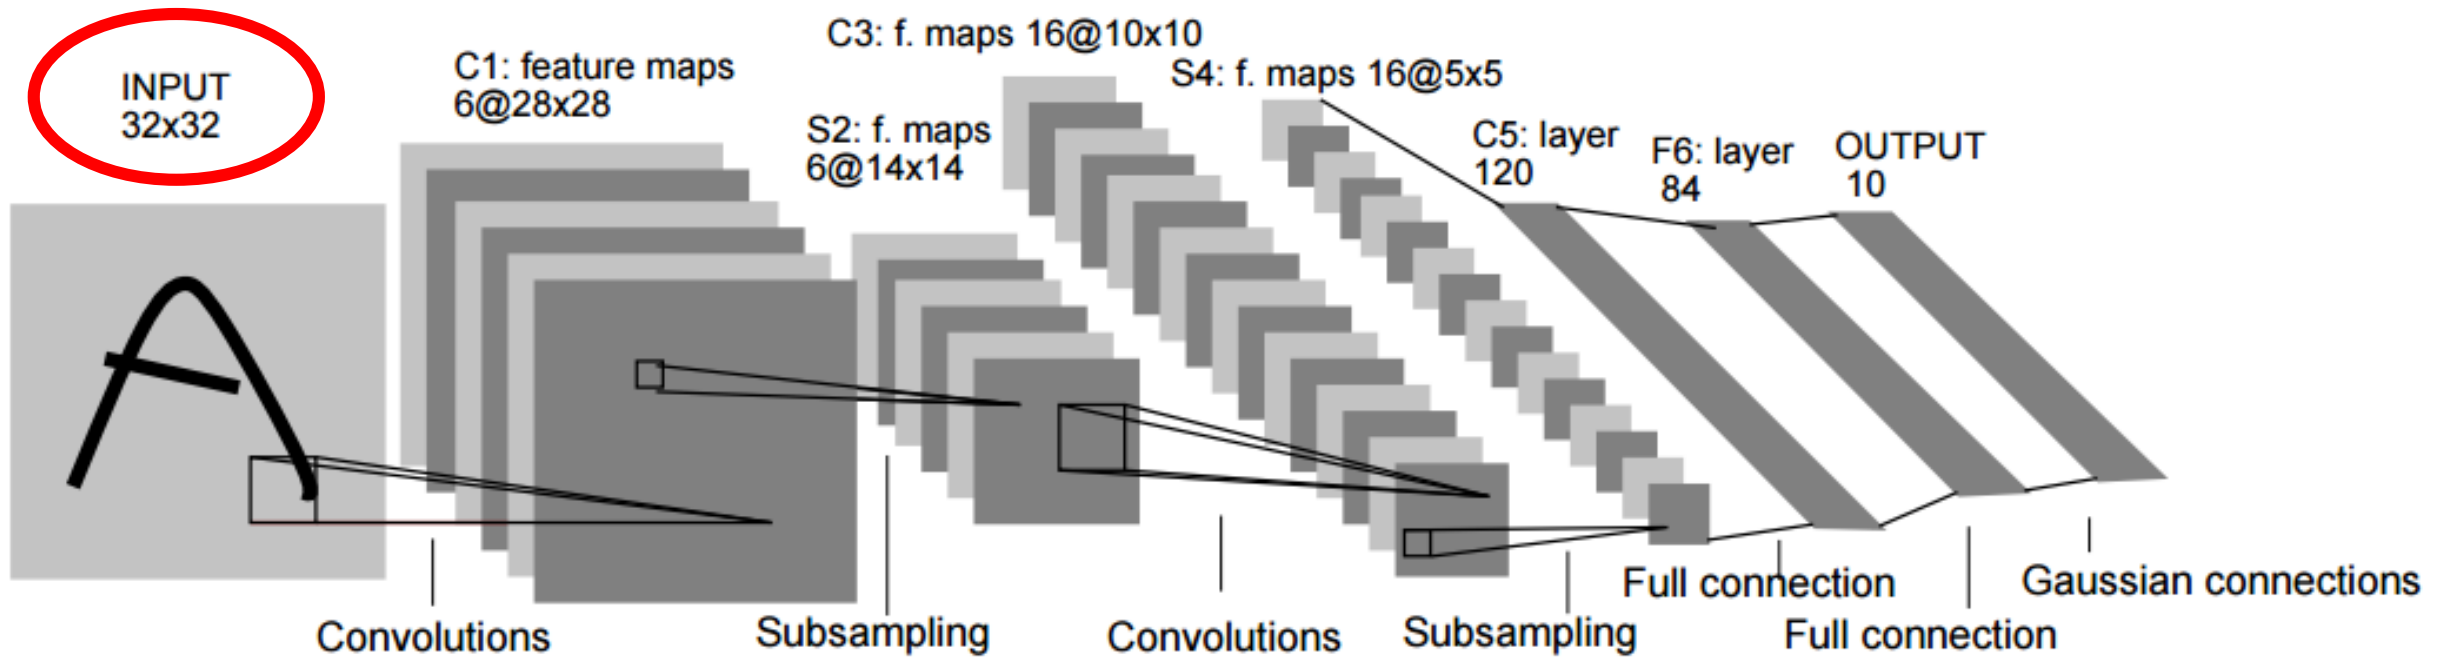 INPUT
32x32
C1: feature maps
6@28x28
S2: f. maps
6@14x14
C3: f. maps 16@10x10
S4: f. maps 16@5x5
C5: layer
120
F6: layer
84
OUTPUT
10
Convolutions
Subsampling
Convolutions
Subsampling
Full connection
Full connection
Gaussian connections